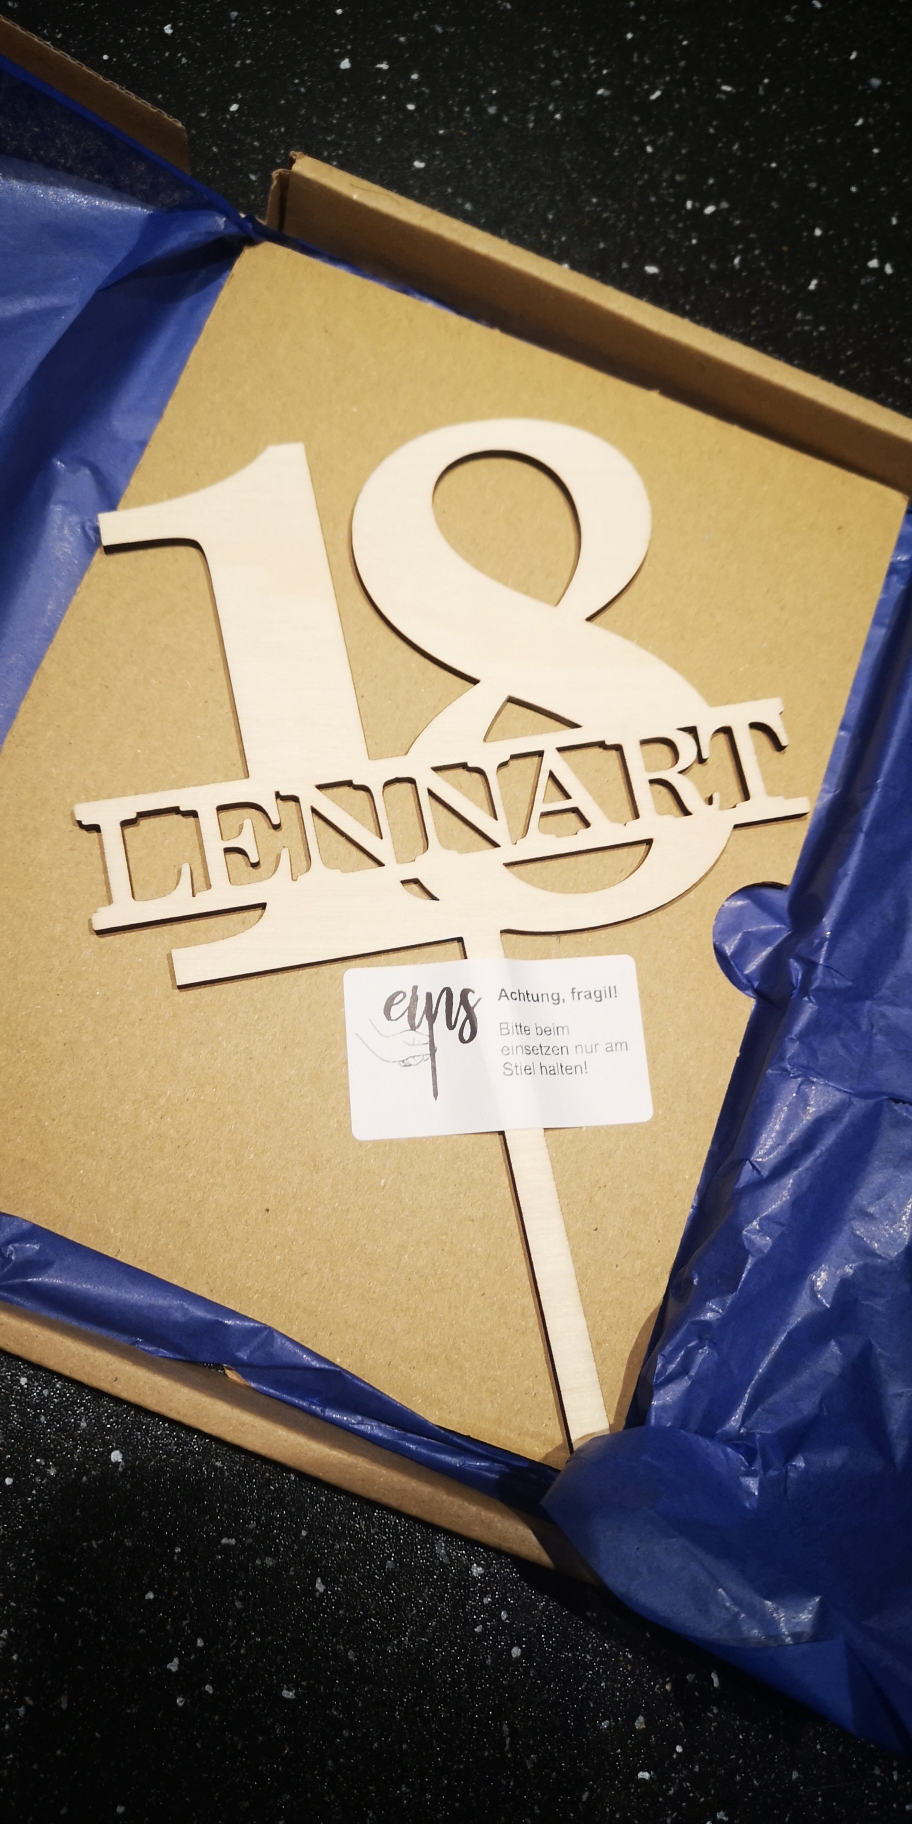 18
LENNART
eins
Achtung, fragil!
Bitte beim
einsetzen nur am
Stiel halten!